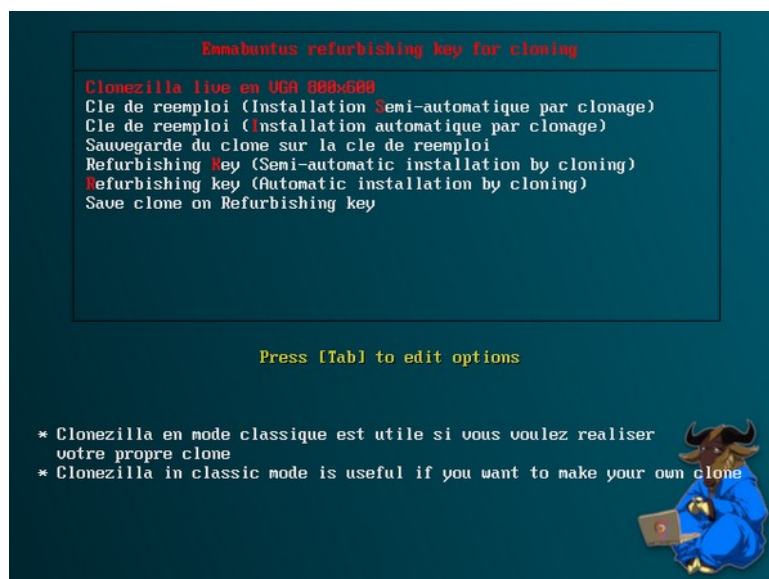 Emmabuntus refurbishing key for cloning
Clonezilla live en VGA 800x600
Cle de reemploi (Installation Semi-automatique par clonage)
Cle de reemploi (Installation automatique par clonage)
Sauvegarde du clone sur la cle de reemploi
Refurbishing Key (Semi-automatic installation by cloning)
Refurbishing key (Automatic installation by cloning)
Save clone on Refurbishing key
Press [Tab] to edit options
* Clonezilla en mode classique est utile si vous voulez realiser
votre propre clone
* Clonezilla in classic mode is useful if you want to make your own clone